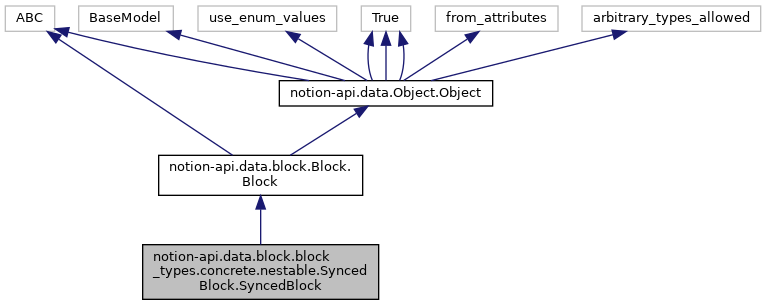 ABC
BaseModel
use_enum_values
True
from_attributes
arbitrary_types_allowed
notion-api.data.Object.Object
notion-api.data.block.Block.
Block
notion-api.data.block.block
_types.concrete.nestable.Synced
Block.SyncedBlock